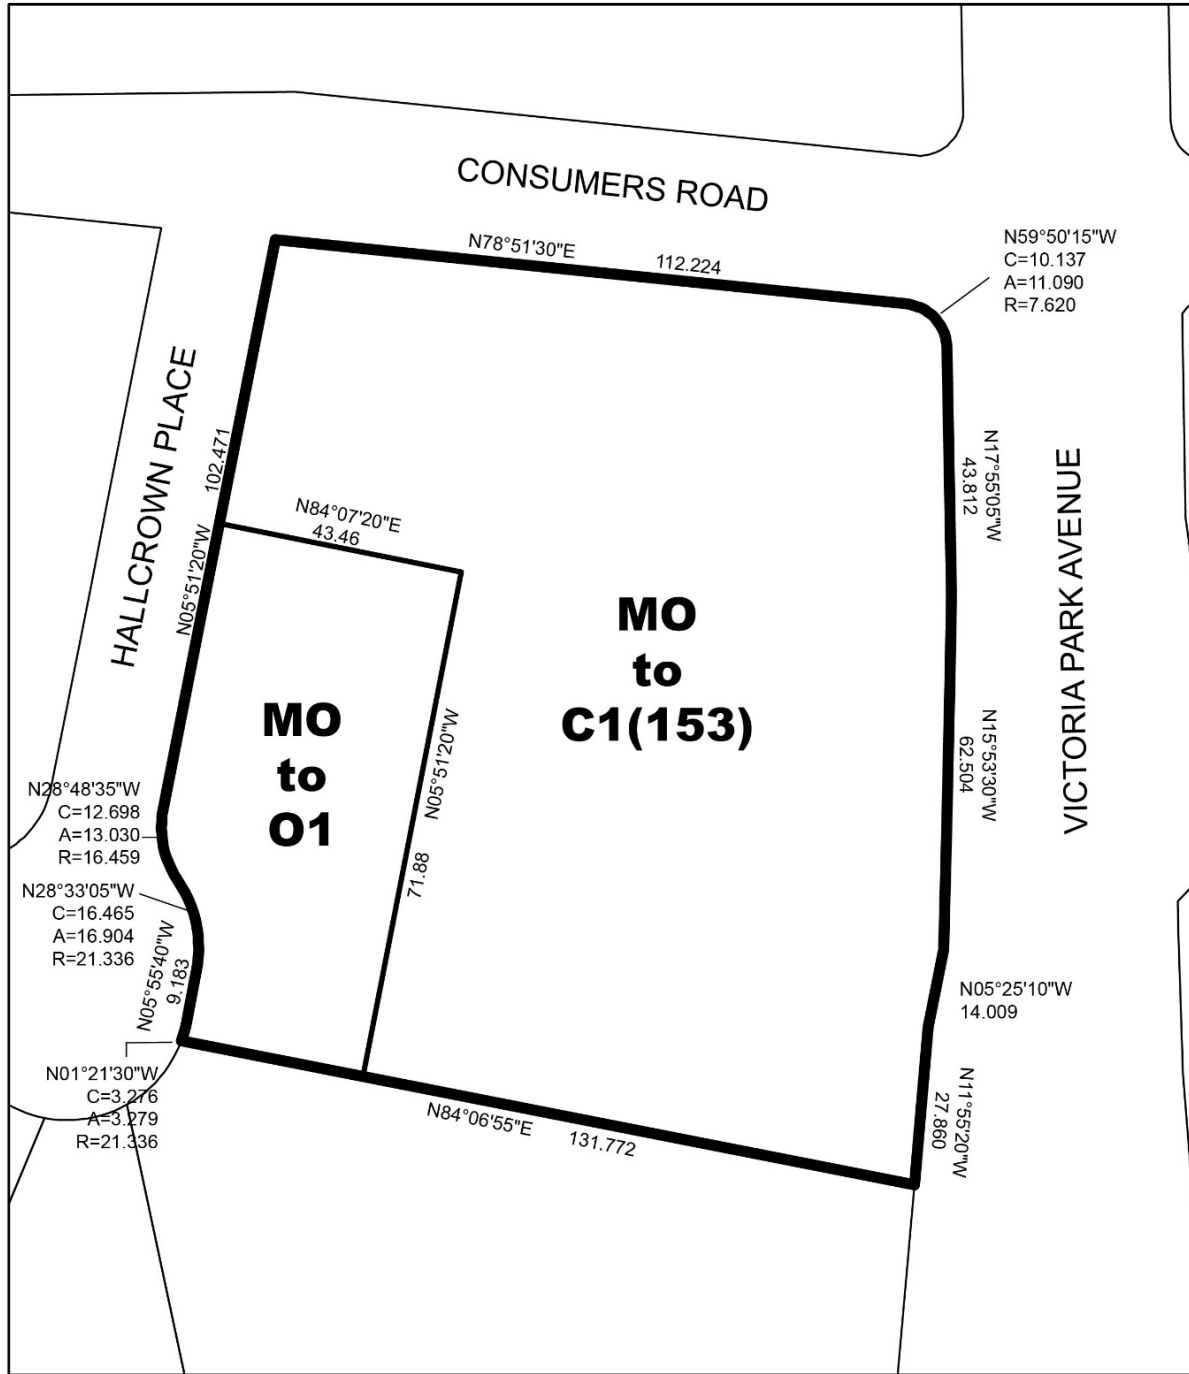 CONSUMERS ROAD
N78°51'30"E
112.224
N59°50'15"W
C=10.137
A=11.090
R=7.620
HALLCROWN PLACE
102.471
N05°51'20"W
N84°07'20"E
43.46
N17°55'05"W
43.812
VICTORIA PARK AVENUE
MO
to
C1(153)
MO
to
O1
N05°51'20"W
71.88
N15°53'30"W
62.504
N28°48'35"W
C=12.698
A=13.030
R=16.459
N28°33'05"W
C=16.465
A=16.904
R=21.336
N05°55'40"W
9.183
N05°25'10"W
14.009
N01°21'30"W
C=3.276
A=3.279
R=21.336
N84°06'55"E
131.772
N11°55'20"W
27.860